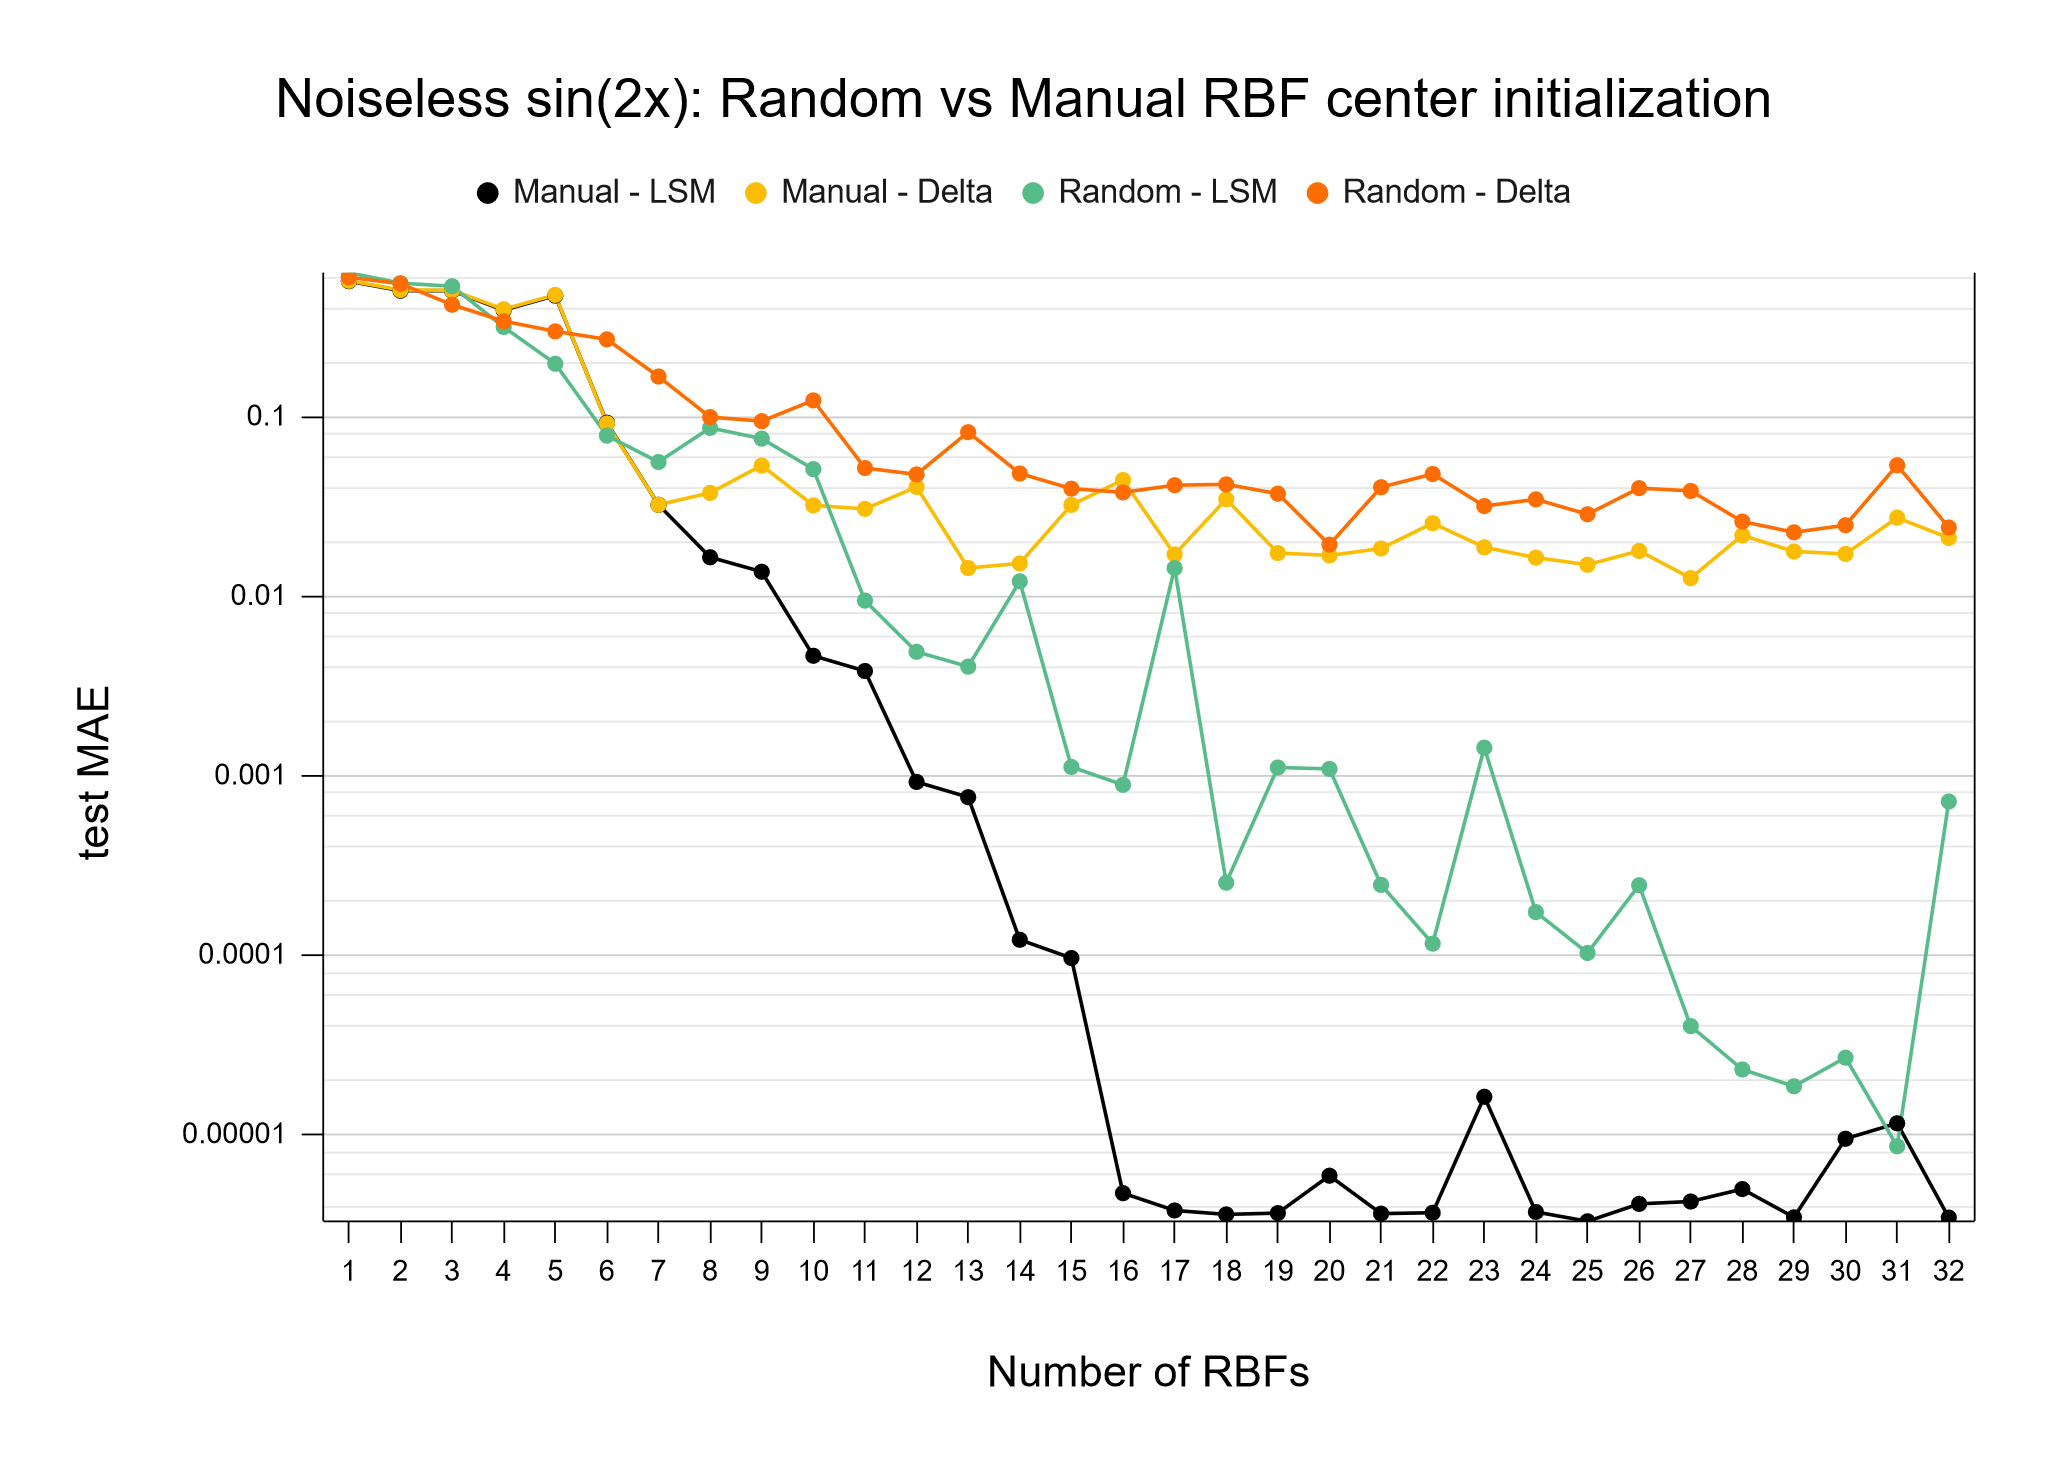 Noiseless sin(2x): Random vs Manual RBF center initialization
Manual - LSM Manual - Delta Random - LSM Random - Delta
test MAE
0.1
0.01
0.001
0.0001
0.00001
1 2 3 4 5 6 7 8 9 10 11 12 13 14 15 16 17 18 19 20 21 22 23 24 25 26 27 28 29 30 31 32
Number of RBFs